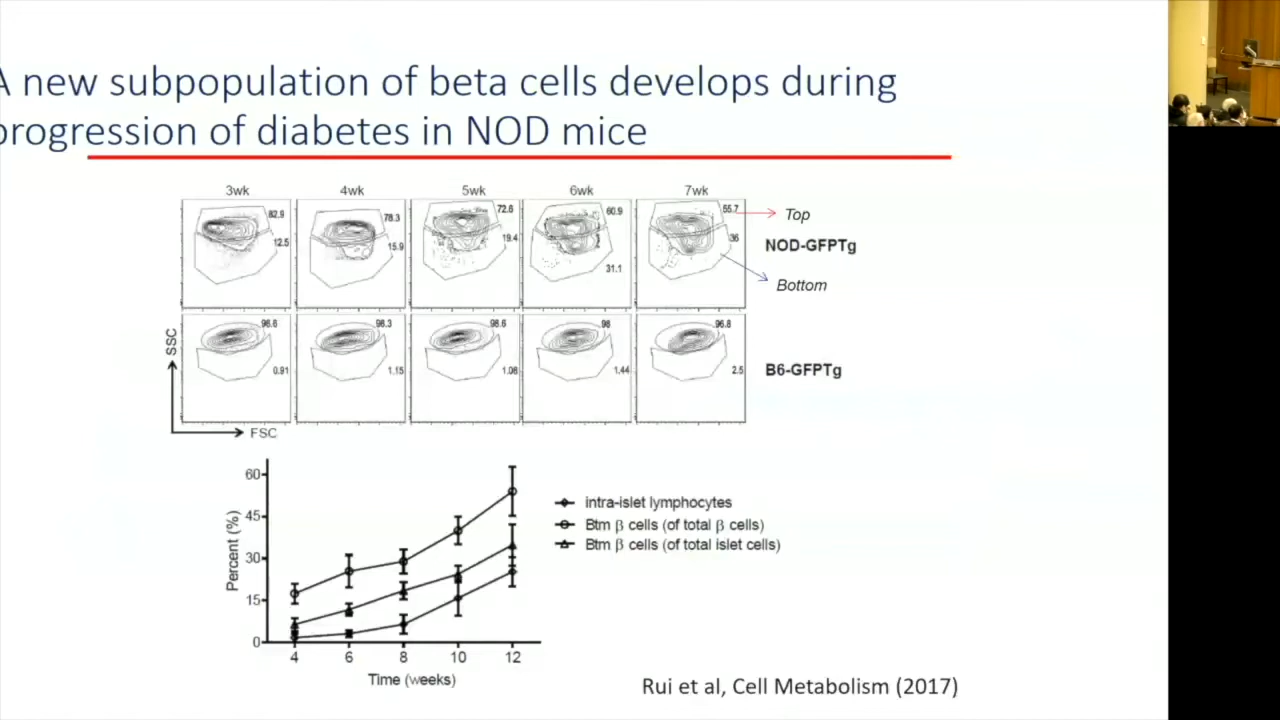 A new subpopulation of beta cells develops during
progression of diabetes in NOD mice
3wk 4wk 5wk 6wk 7wk
82.9 78.3 72.6 60.9 55.7 Top
12.5 15.9 19.4 31.1 36 NOD-GFPTg
Bottom
98.6 98.3 98.6 98 96.8
0.91 1.15 1.08 1.44 2.5 B6-GFPTg
SSC
FSC
60
45
30
15
0
Percent (%)
4 6 8 10 12
Time (weeks)
intra-islet lymphocytes
Btm β cells (of total β cells)
Btm β cells (of total islet cells)
Rui et al, Cell Metabolism (2017)